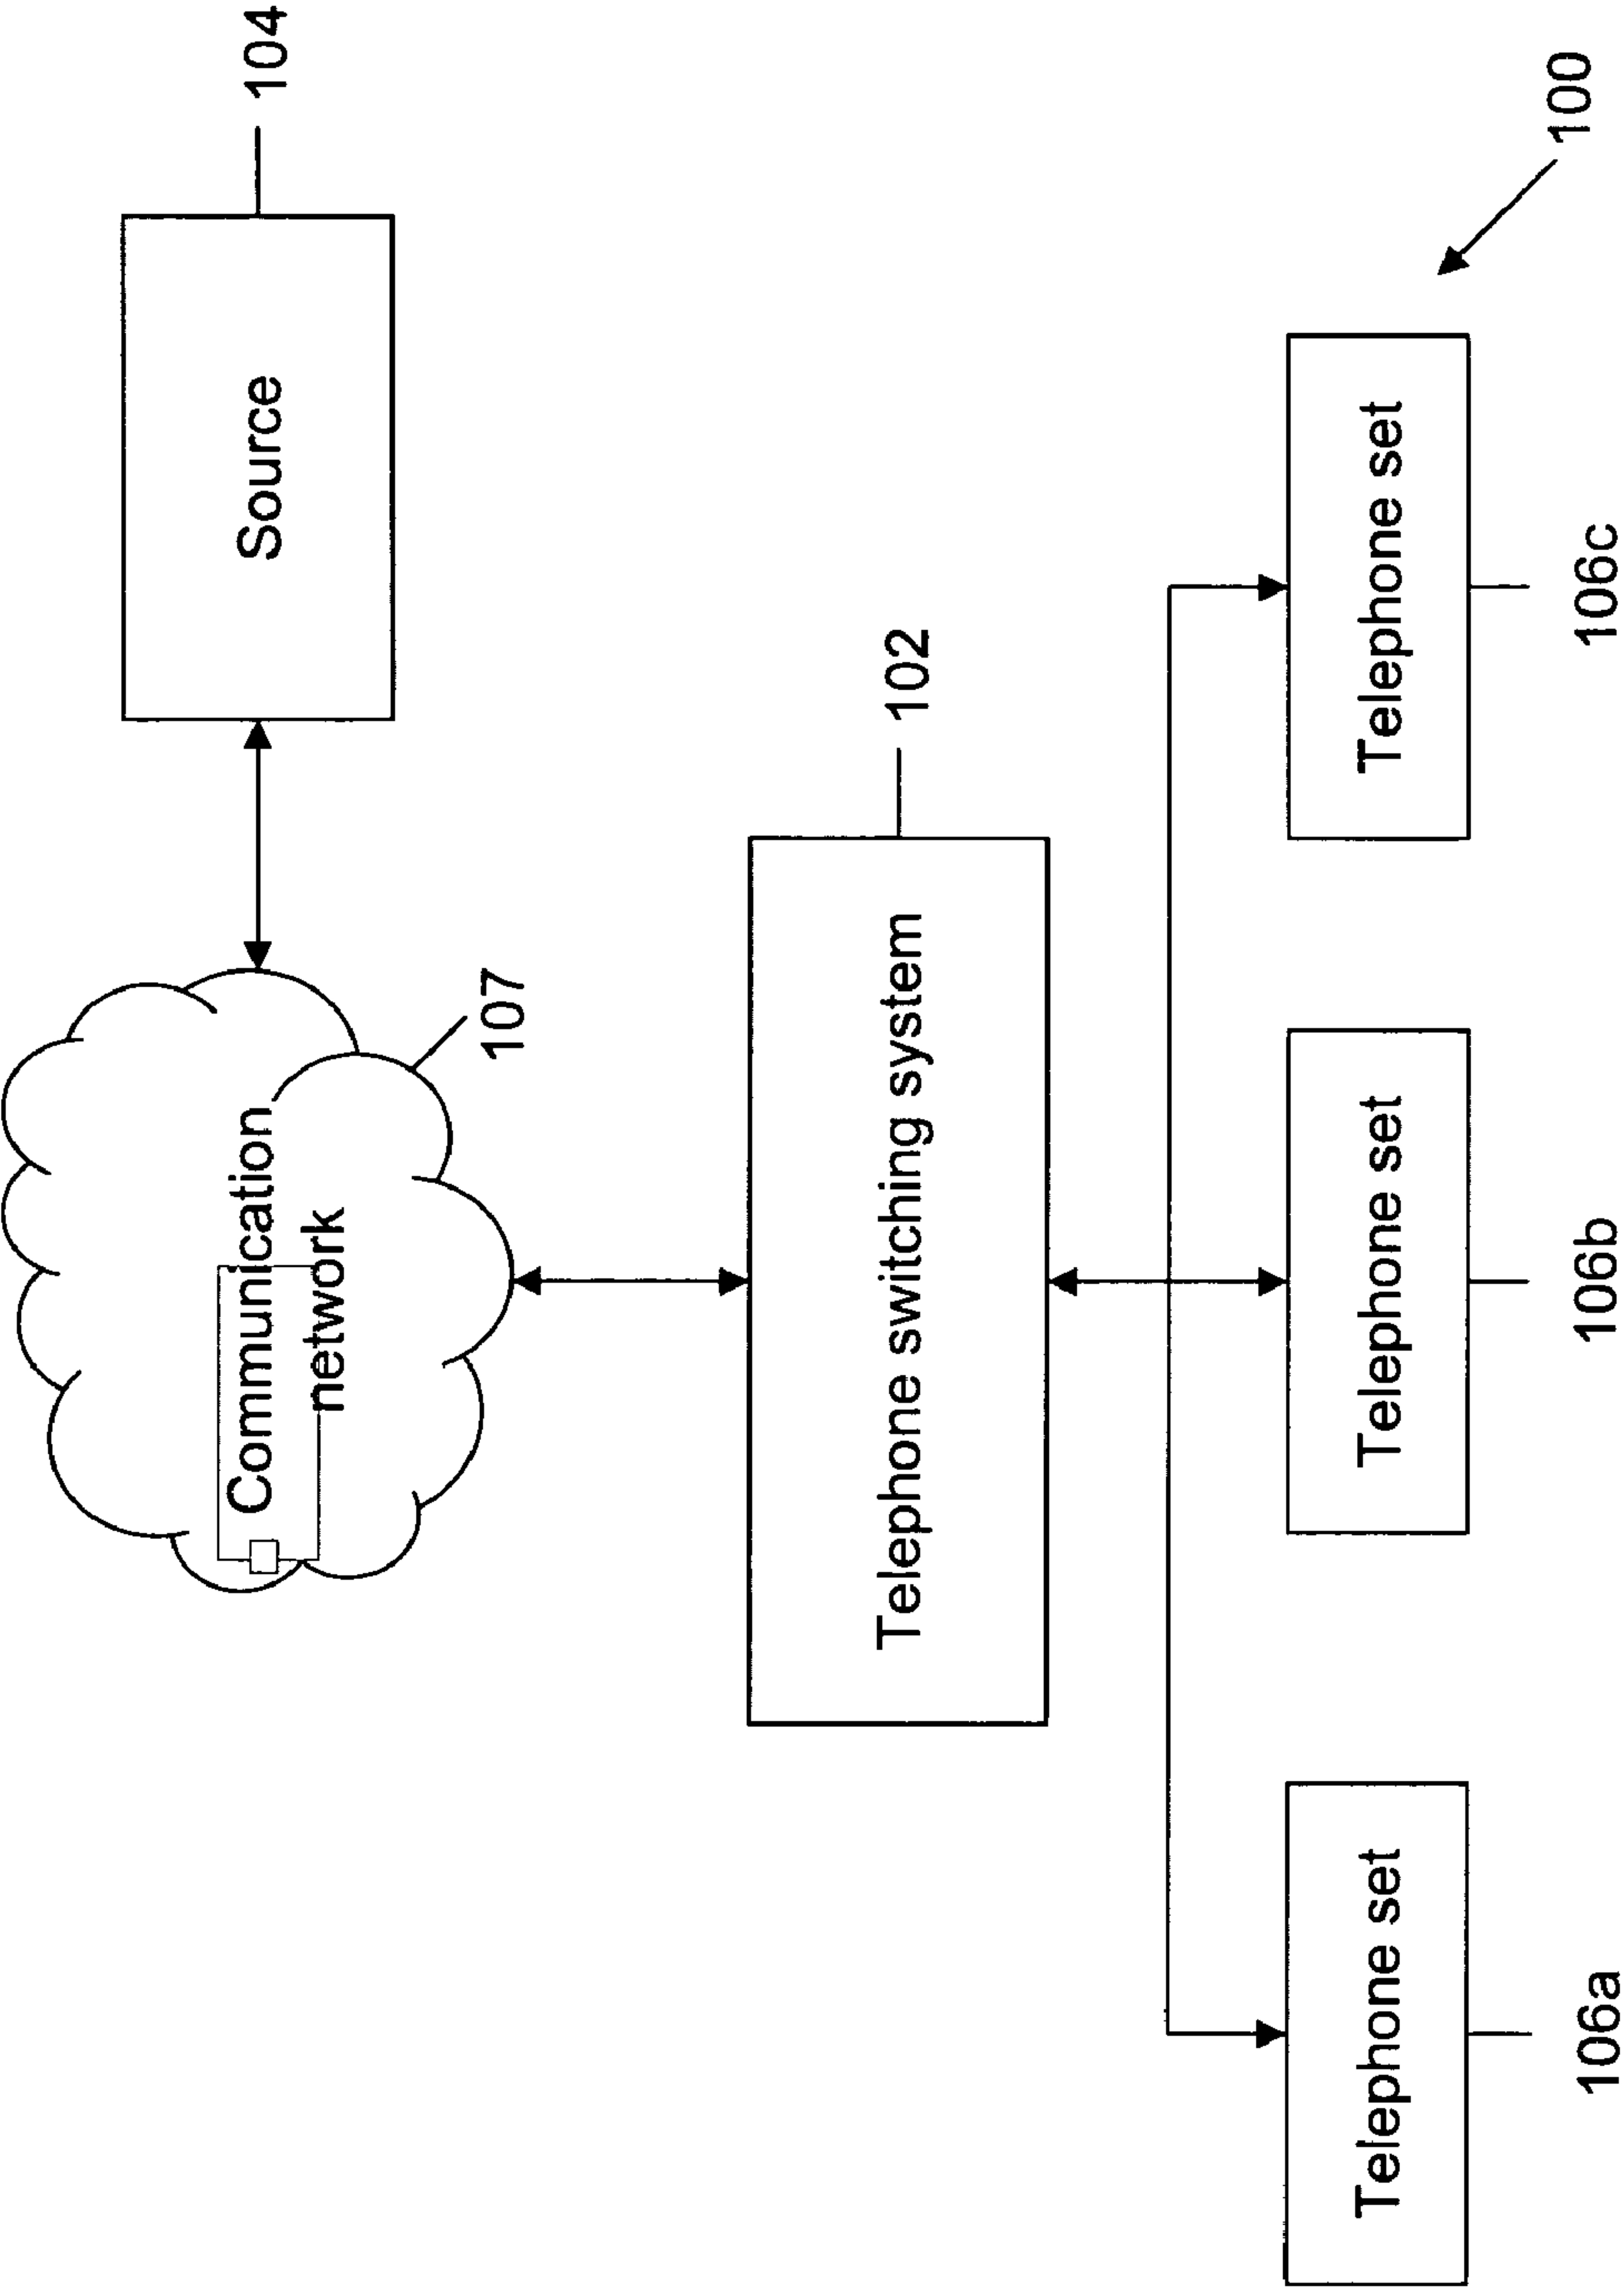 Communication
network
107
Source
104
Telephone switching system
102
Telephone set
106a
Telephone set
106b
Telephone set
106c
100